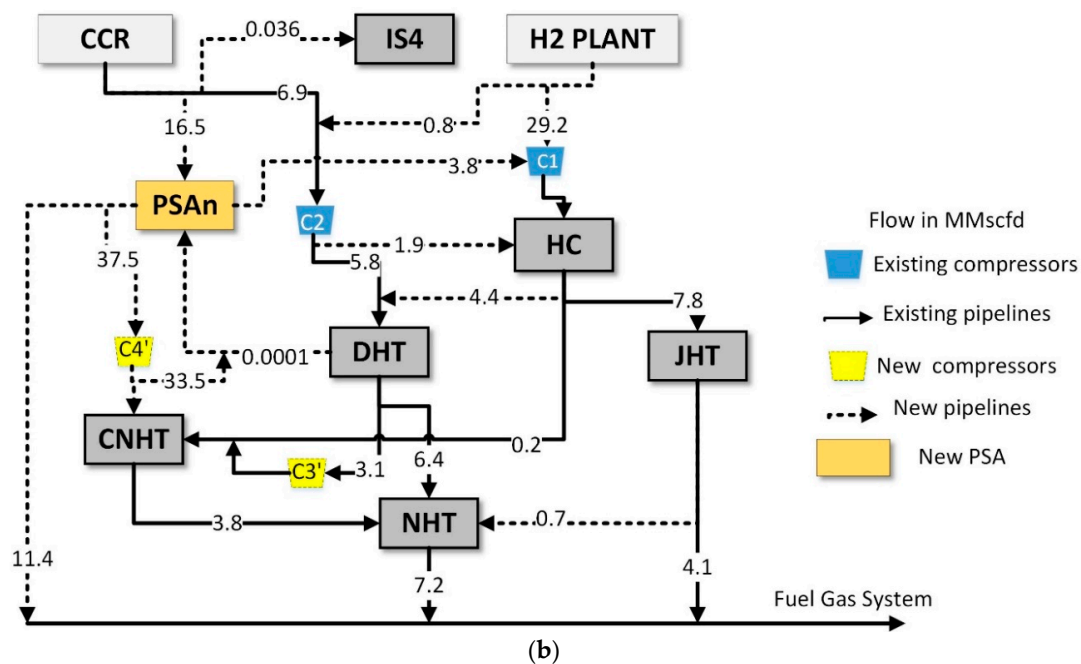 CCR
0.036
IS4
H2 PLANT
6.9
0.8
29.2
16.5
3.8
C1
PSAn
C2
HC
Flow in MMscfd
37.5
1.9
5.8
Existing compressors
4.4
7.8
Existing pipelines
C4'
0.0001
DHT
JHT
33.5
New compressors
New pipelines
CNHT
0.2
C3'
3.1
6.4
New PSA
3.8
NHT
0.7
11.4
7.2
4.1
Fuel Gas System
(b)